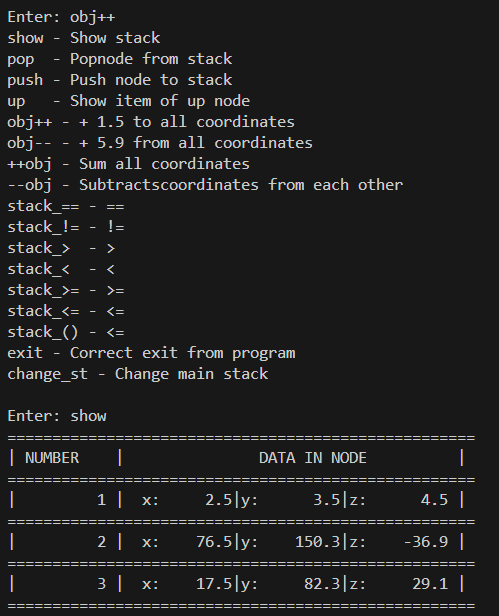 Enter: obj++
show - Show stack
pop  - Popnode from stack
push - Push node to stack
up   - Show item of up node
obj++ - + 1.5 to all coordinates
obj-- - + 5.9 from all coordinates
++obj - Sum all coordinates
--obj - Subtractscoordinates from each other
stack_== - ==
stack_!= - !=
stack_>  - >
stack_<  - <
stack_>= - >=
stack_<= - <=
stack_() - <=
exit - Correct exit from program
change_st - Change main stack

Enter: show
====================================================
| NUMBER    |               DATA IN NODE          |
====================================================
|         1 |  x:     2.5|y:      3.5|z:      4.5 |
====================================================
|         2 |  x:    76.5|y:    150.3|z:    -36.9 |
====================================================
|         3 |  x:    17.5|y:     82.3|z:     29.1 |
====================================================